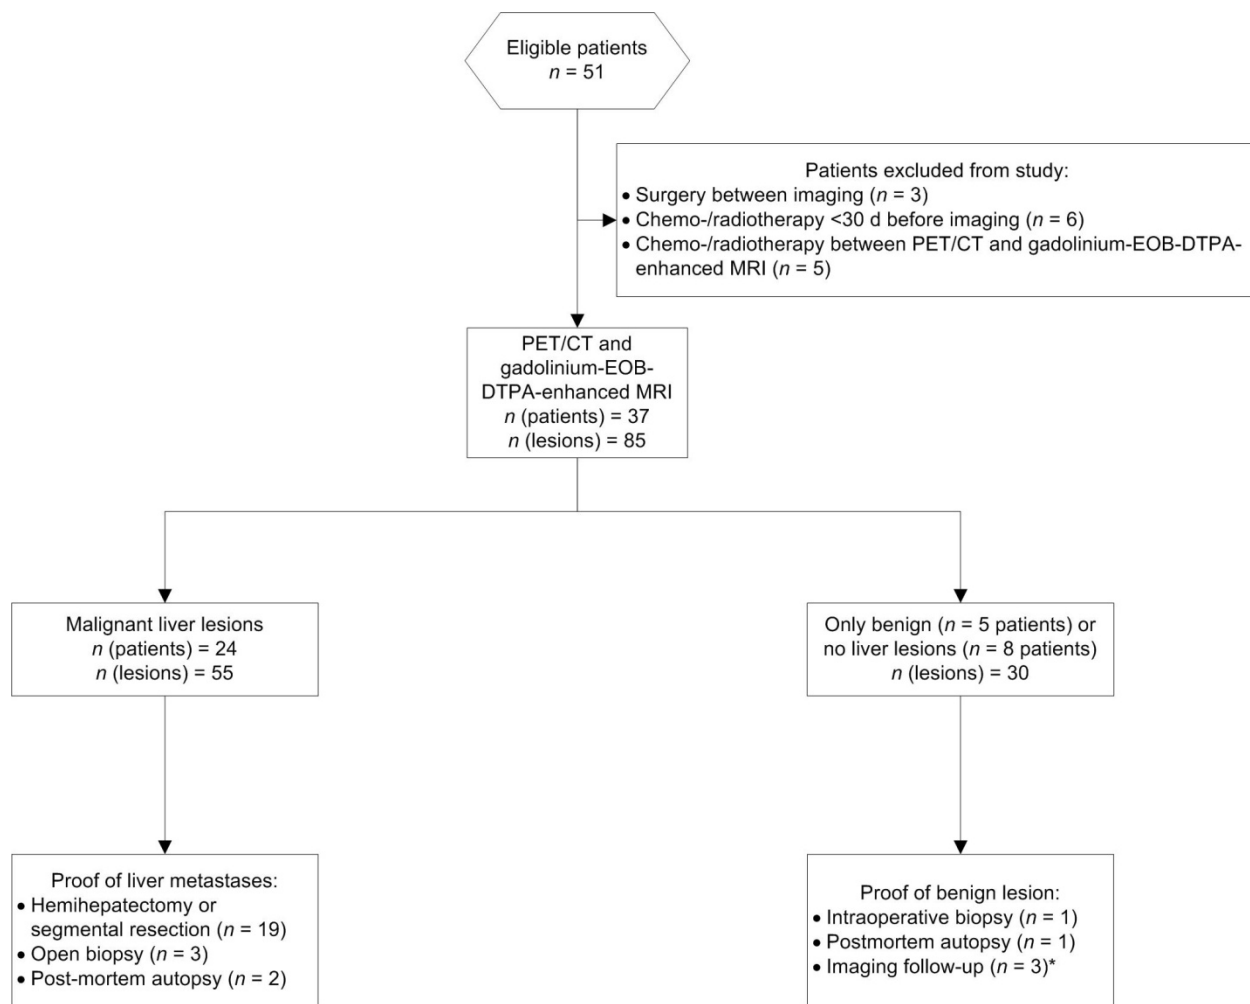 Eligible patients
n = 51
Patients excluded from study:
• Surgery between imaging (n = 3)
• Chemo-/radiotherapy <30 d before imaging (n = 6)
• Chemo-/radiotherapy between PET/CT and gadolinium-EOB-DTPA-
enhanced MRI (n = 5)
PET/CT and
gadolinium-EOB-
DTPA-enhanced MRI
n (patients) = 37
n (lesions) = 85
Malignant liver lesions
n (patients) = 24
n (lesions) = 55
Only benign (n = 5 patients) or
no liver lesions (n = 8 patients)
n (lesions) = 30
Proof of liver metastases:
• Hemihepatectomy or
segmental resection (n = 19)
• Open biopsy (n = 3)
• Post-mortem autopsy (n = 2)
Proof of benign lesion:
• Intraoperative biopsy (n = 1)
• Postmortem autopsy (n = 1)
• Imaging follow-up (n = 3)*